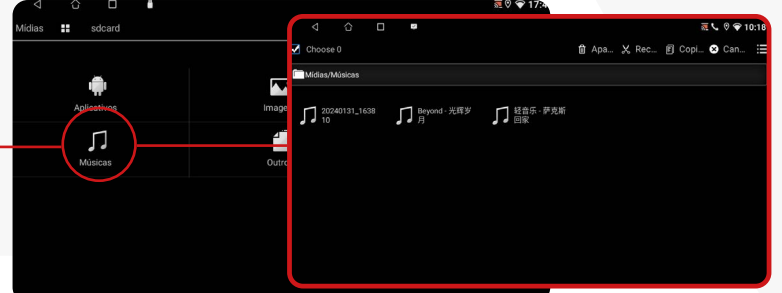 17:4
Mídias
sdcard
Aplicativos
Image
Músicas
Outro
10:18
Choose 0
Apa...
Rec...
Copi...
Can...
Mídias/Músicas
20240131_1638
10
Beyond - 光辉岁
月
轻音乐 - 萨克斯
回家